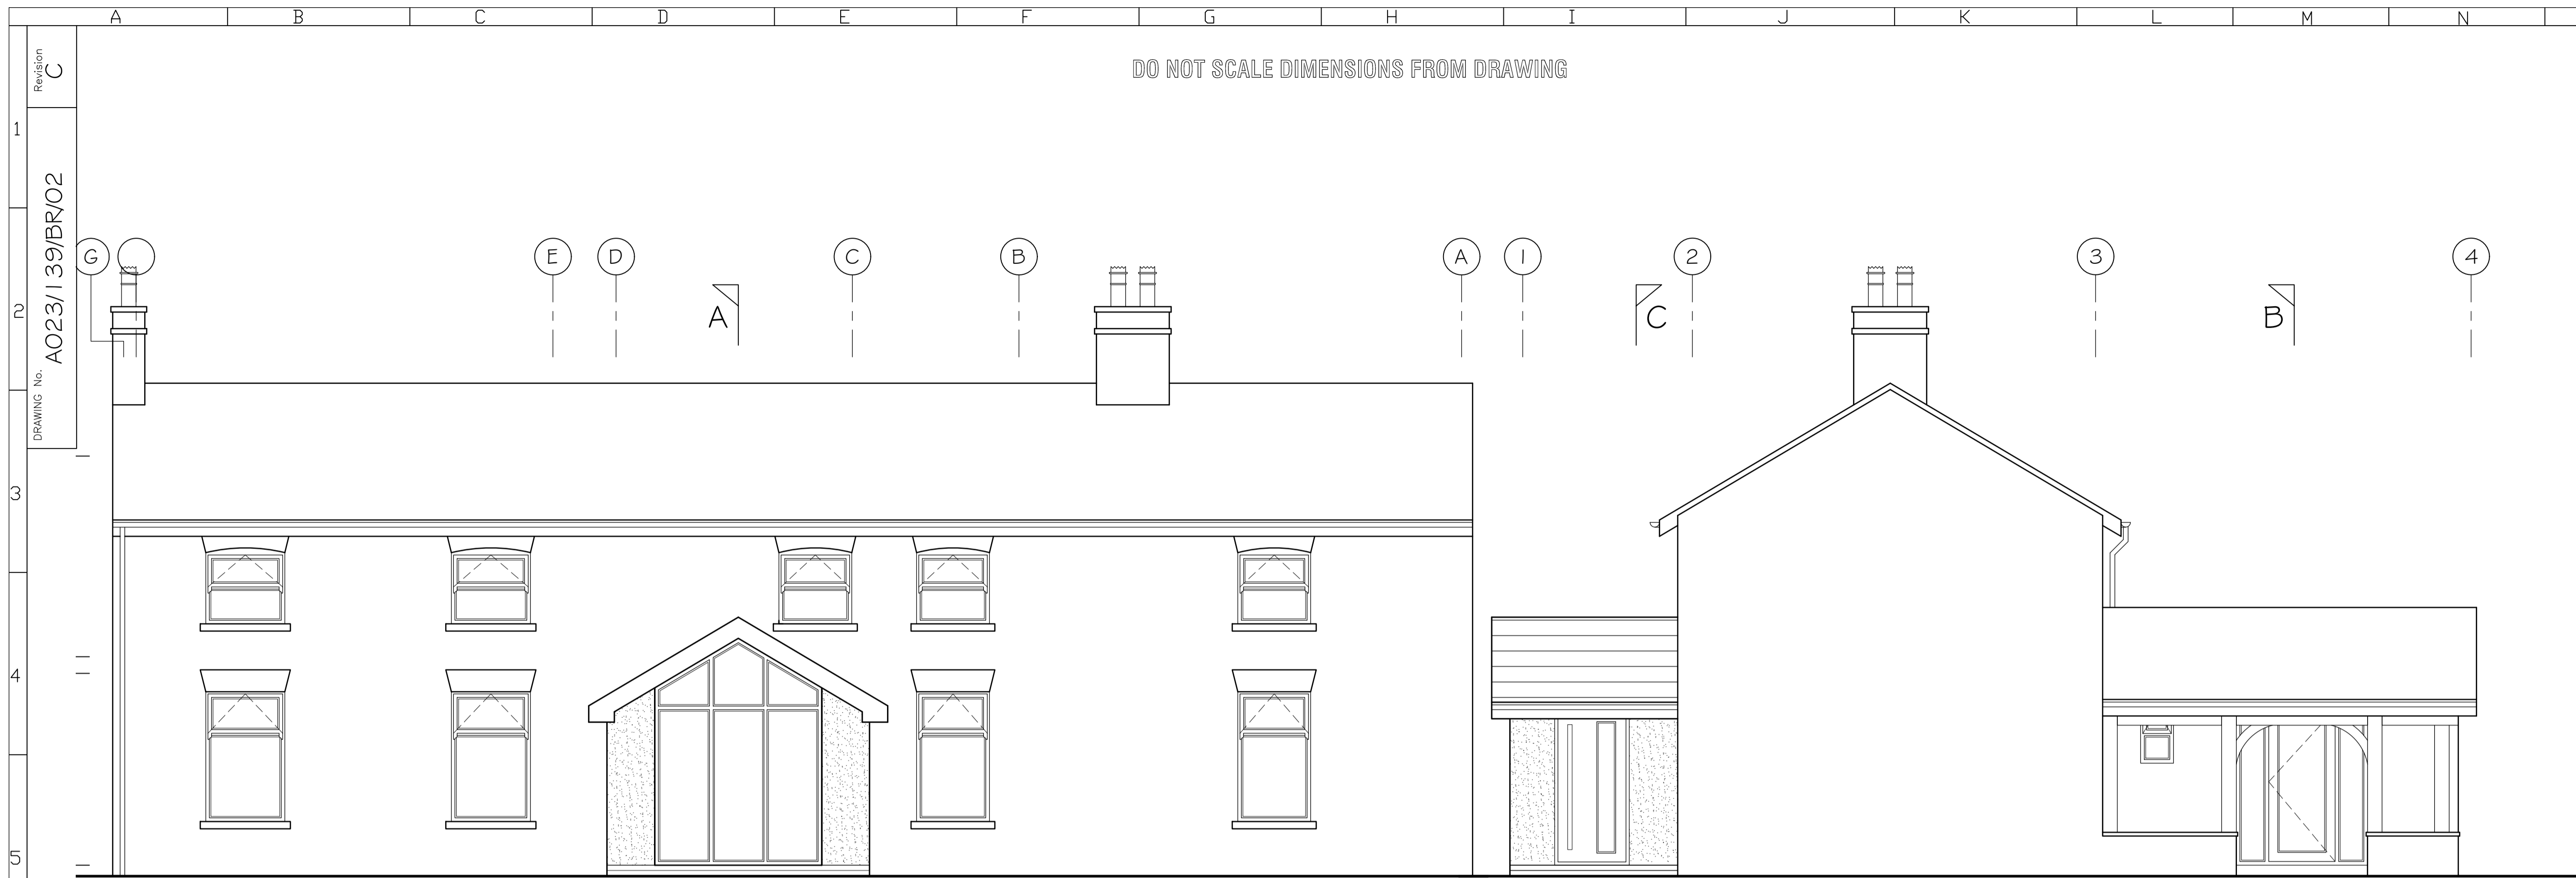 A B C D E F G H I J K L M N
Revision
C
DO NOT SCALE DIMENSIONS FROM DRAWING
1
DRAWING No.
A023/139/BR/02
G E D C B A 1 2 3 4
2
A C B
3
4
5